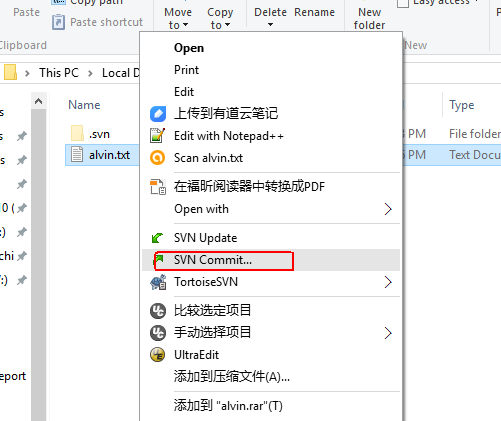 Copy path
Easy access
Paste shortcut
Move to
Copy to
Delete
Rename
New folder
Clipboard
This PC
Local D
Name
Type
.svn
PM
File folder
alvin.txt
PM
Text Docu
Open
Print
Edit
上传到有道云笔记
Edit with Notepad++
Scan alvin.txt
在福昕阅读器中转换成PDF
Open with
SVN Update
SVN Commit...
TortoiseSVN
比较选定项目
手动选择项目
UltraEdit
添加到压缩文件(A)...
添加到 "alvin.rar"(T)
10 (
:)
chi
:)
eport